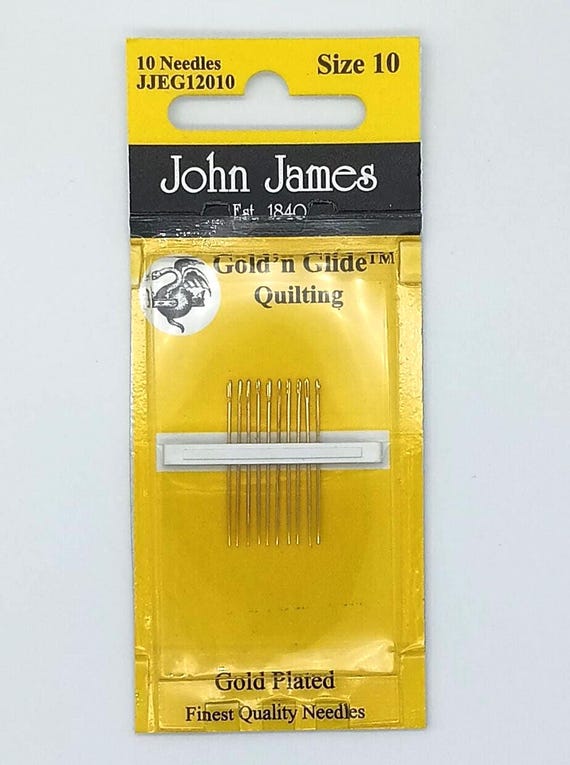 10 Needles
JJEG12010
Size 10
John James
Est. 1840
Gold'n Glide™
Quilting
Gold Plated
Finest Quality Needles